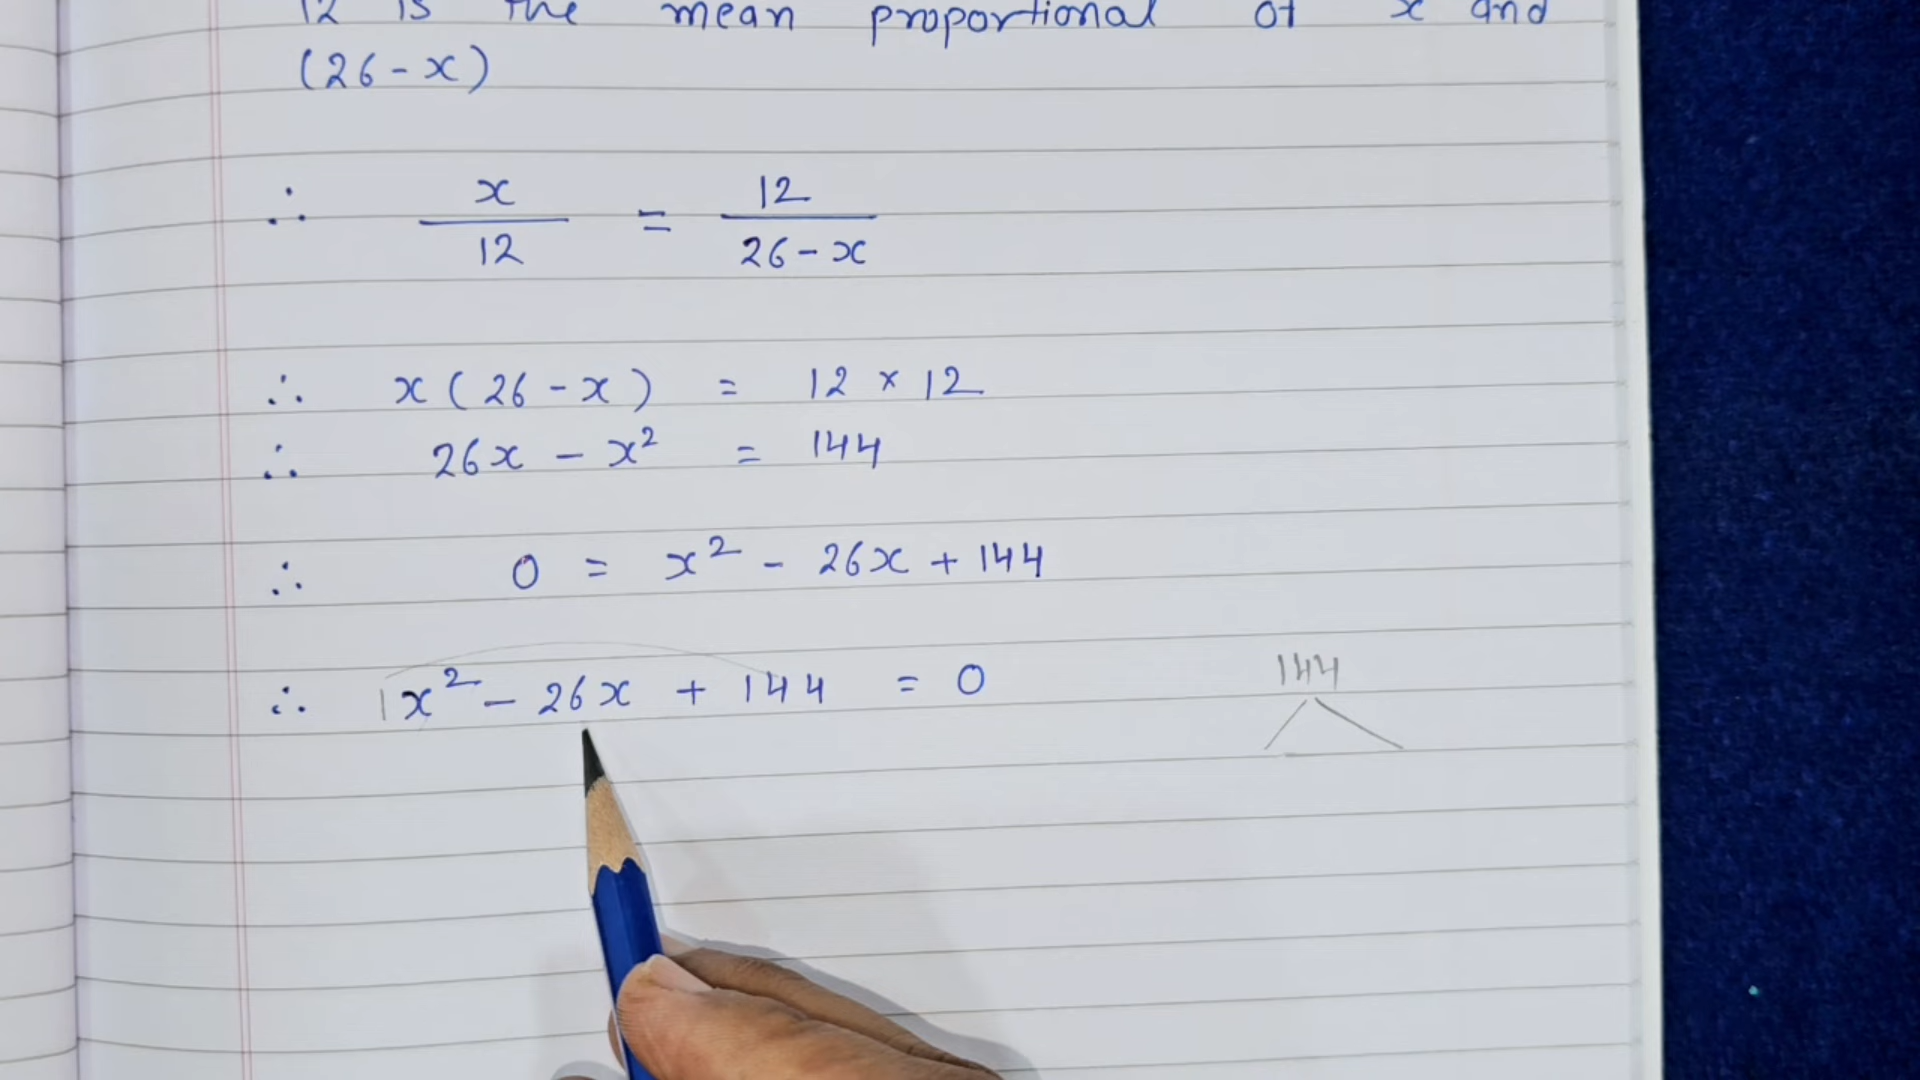 12 is the mean proportional of x and
(26 - x)
∴ x/12 = 12/(26 - x)
∴ x(26 - x) = 12 × 12
∴ 26x - x² = 144
∴ 0 = x² - 26x + 144
∴ 1x² - 26x + 144 = 0
144